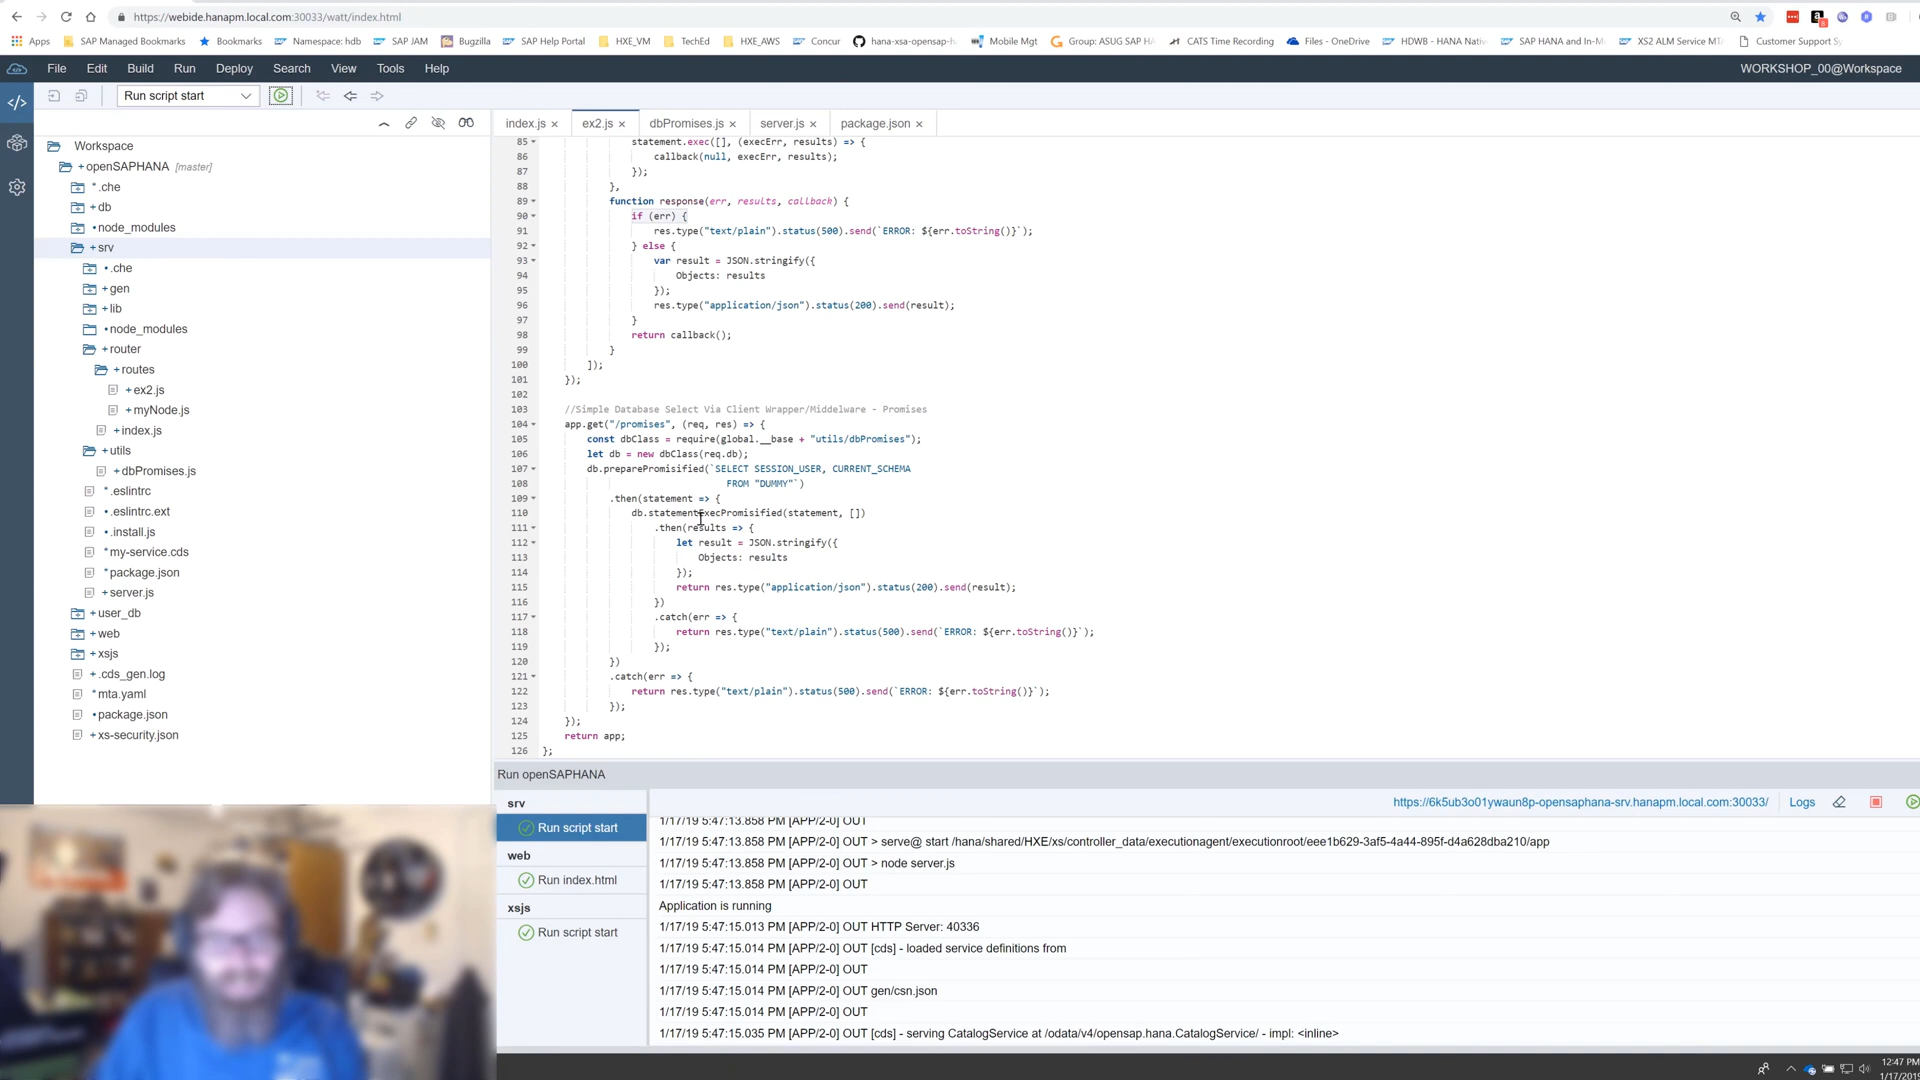 https://webide.hanapm.local.com:30033/watt/index.html
Apps SAP Managed Bookmarks Bookmarks Namespace: hdb SAP JAM Bugzilla SAP Help Portal HXE_VM TechEd HXE_AWS Concur hana-xsa-opensap-h Mobile Mgt Group: ASUG SAP H CATS Time Recording Files - OneDrive HDWB - HANA Nativ SAP HANA and In-M XS2 ALM Service MT Customer Support Sy
File Edit Build Run Deploy Search View Tools Help WORKSHOP_00@Workspace
Run script start
index.js × ex2.js × dbPromises.js × server.js × package.json ×
Workspace
+openSAPHANA [master]
*.che
+db
•node_modules
+srv
•.che
+gen
+lib
•node_modules
+router
+routes
+ex2.js
+myNode.js
+index.js
+utils
+dbPromises.js
*.eslintrc
•.eslintrc.ext
•.install.js
*my-service.cds
*package.json
+server.js
+user_db
+web
+xsjs
+.cds_gen.log
•mta.yaml
•package.json
+xs-security.json
85 statement.exec([], (execErr, results) => {
86 callback(null, execErr, results);
87 });
88 },
89 function response(err, results, callback) {
90 if (err) {
91 res.type("text/plain").status(500).send(`ERROR: ${err.toString()}`);
92 } else {
93 var result = JSON.stringify({
94 Objects: results
95 });
96 res.type("application/json").status(200).send(result);
97 }
98 return callback();
99 }
100 ]);
101 });
102
103 //Simple Database Select Via Client Wrapper/Middelware - Promises
104 app.get("/promises", (req, res) => {
105 const dbClass = require(global.__base + "utils/dbPromises");
106 let db = new dbClass(req.db);
107 db.preparePromisified(`SELECT SESSION_USER, CURRENT_SCHEMA
108 FROM "DUMMY"`)
109 .then(statement => {
110 db.statementExecPromisified(statement, [])
111 .then(results => {
112 let result = JSON.stringify({
113 Objects: results
114 });
115 return res.type("application/json").status(200).send(result);
116 })
117 .catch(err => {
118 return res.type("text/plain").status(500).send(`ERROR: ${err.toString()}`);
119 });
120 })
121 .catch(err => {
122 return res.type("text/plain").status(500).send(`ERROR: ${err.toString()}`);
123 });
124 });
125 return app;
126 };
Run openSAPHANA
srv
Run script start
web
Run index.html
xsjs
Run script start
https://6k5ub3o01ywaun8p-opensaphana-srv.hanapm.local.com:30033/ Logs
1/17/19 5:47:13.858 PM [APP/2-0] OUT
1/17/19 5:47:13.858 PM [APP/2-0] OUT > serve@ start /hana/shared/HXE/xs/controller_data/executionagent/executionroot/eee1b629-3af5-4a44-895f-d4a628dba210/app
1/17/19 5:47:13.858 PM [APP/2-0] OUT > node server.js
1/17/19 5:47:13.858 PM [APP/2-0] OUT
Application is running
1/17/19 5:47:15.013 PM [APP/2-0] OUT HTTP Server: 40336
1/17/19 5:47:15.014 PM [APP/2-0] OUT [cds] - loaded service definitions from
1/17/19 5:47:15.014 PM [APP/2-0] OUT
1/17/19 5:47:15.014 PM [APP/2-0] OUT gen/csn.json
1/17/19 5:47:15.014 PM [APP/2-0] OUT
1/17/19 5:47:15.035 PM [APP/2-0] OUT [cds] - serving CatalogService at /odata/v4/opensap.hana.CatalogService/ - impl: <inline>
12:47 PM
1/17/201